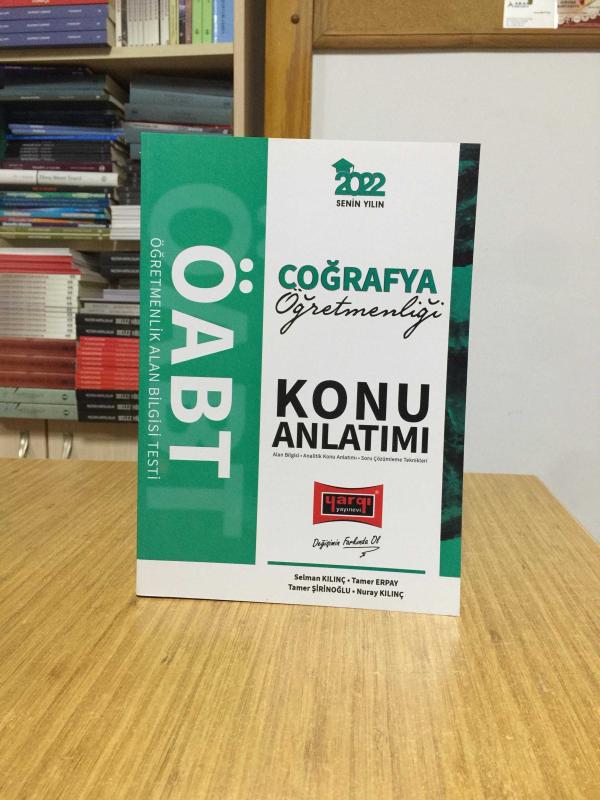 2022
SENİN YILIN
ÖABT
ÖĞRETMENLİK ALAN BİLGİSİ TESTİ
COĞRAFYA
Öğretmenliği
KONU
ANLATIMI
Alan Bilgisi • Analitik Konu Anlatımı • Soru Çözümleme Teknikleri
yargı
yayınevi
Değişimin Farkında Ol
Selman KILINÇ • Tamer ERPAY
Tamer ŞİRİNOĞLU • Nuray KILINÇ